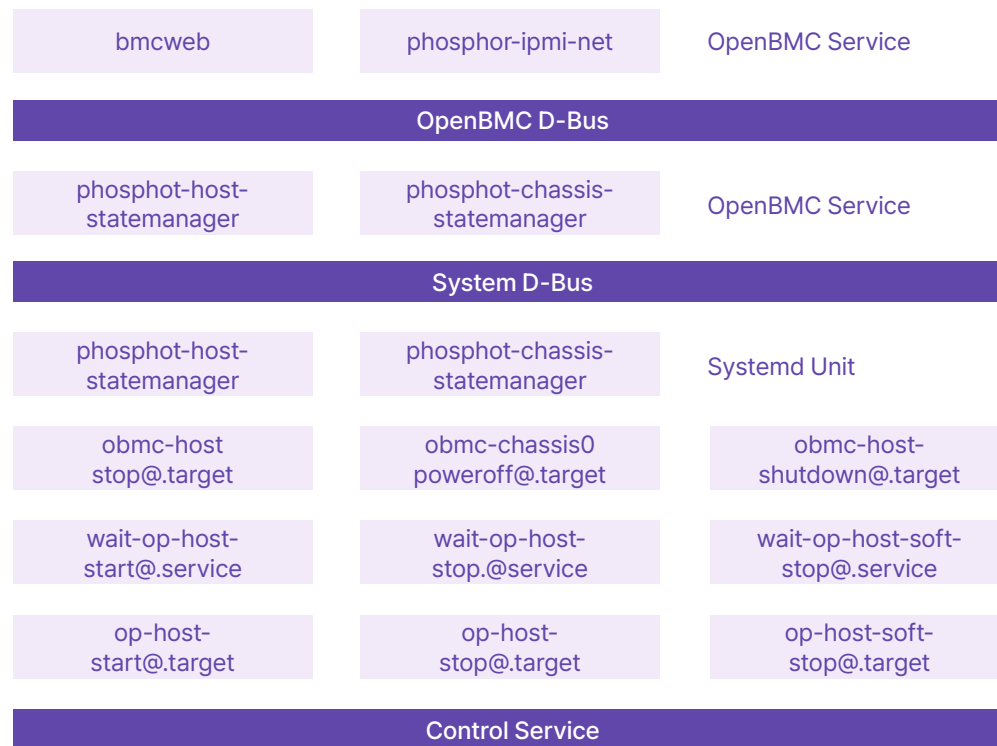 bmcweb
phosphor-ipmi-net
OpenBMC Service
OpenBMC D-Bus
phosphot-host-
statemanager
phosphot-chassis-
statemanager
OpenBMC Service
System D-Bus
phosphot-host-
statemanager
phosphot-chassis-
statemanager
Systemd Unit
obmc-host
stop@.target
obmc-chassis0
poweroff@.target
obmc-host-
shutdown@.target
wait-op-host-
start@.service
wait-op-host-
stop.@service
wait-op-host-soft-
stop@.service
op-host-
start@.target
op-host-
stop@.target
op-host-soft-
stop@.target
Control Service